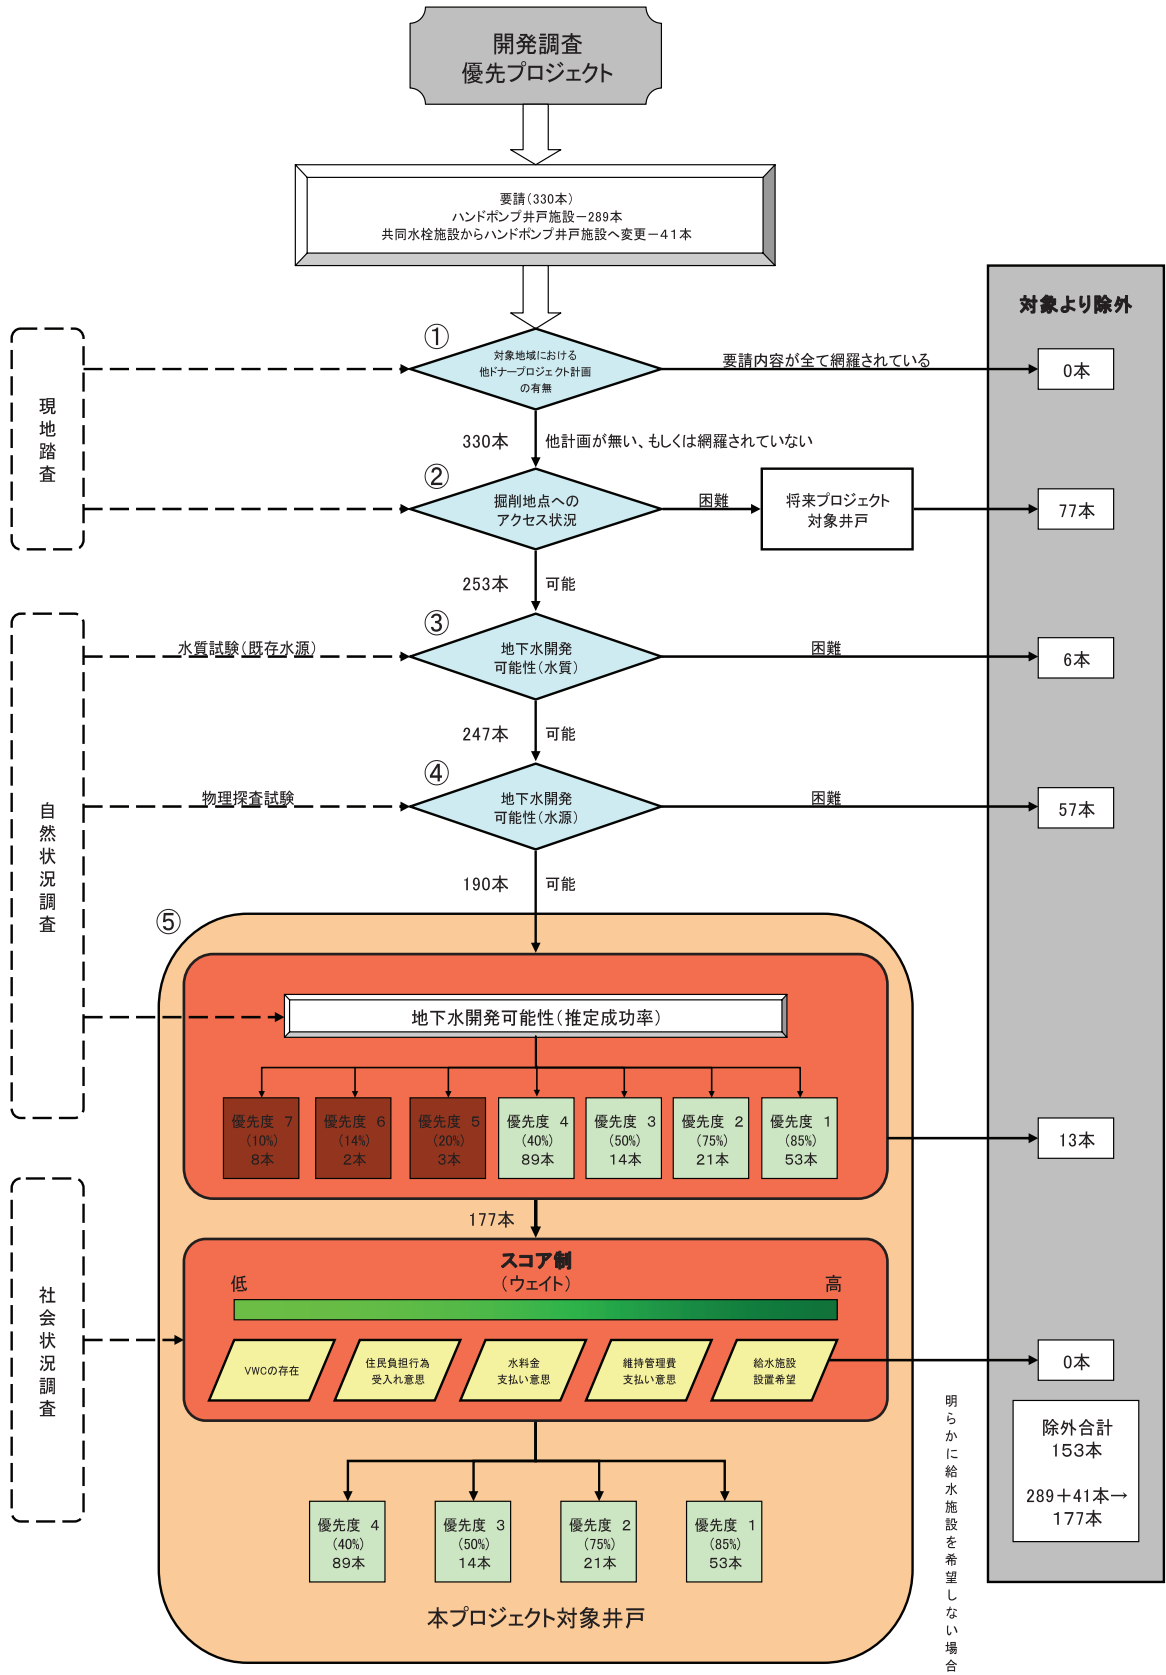 開発調査
優先プロジェクト
要請(330本)
ハンドポンプ井戸施設－289本
共同水栓施設からハンドポンプ井戸施設へ変更－41本
対象より除外
現地踏査
①
対象地域における
他ドナープロジェクト計画
の有無
要請内容が全て網羅されている
0本
330本
他計画が無い、もしくは網羅されていない
②
掘削地点への
アクセス状況
困難
将来プロジェクト
対象井戸
77本
253本
可能
自然状況調査
③
水質試験(既存水源)
地下水開発
可能性(水質)
困難
6本
247本
可能
④
物理探査試験
地下水開発
可能性(水源)
困難
57本
190本
可能
⑤
地下水開発可能性(推定成功率)
優先度 7
(10%)
8本
優先度 6
(14%)
2本
優先度 5
(20%)
3本
優先度 4
(40%)
89本
優先度 3
(50%)
14本
優先度 2
(75%)
21本
優先度 1
(85%)
53本
13本
177本
社会状況調査
スコア制
(ウェイト)
低
高
VWCの存在
住民負担行為
受入れ意思
水料金
支払い意思
維持管理費
支払い意思
給水施設
設置希望
0本
明らかに給水施設を希望しない場合
除外合計
153本
289＋41本→
177本
優先度 4
(40%)
89本
優先度 3
(50%)
14本
優先度 2
(75%)
21本
優先度 1
(85%)
53本
本プロジェクト対象井戸